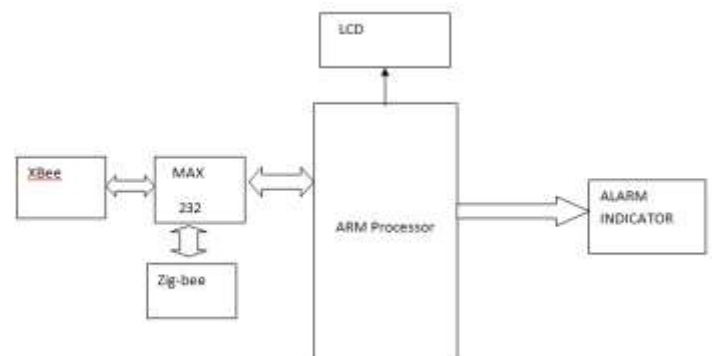 LCD
XBee
MAX
232
ARM Processor
ALARM
INDICATOR
Zig-bee